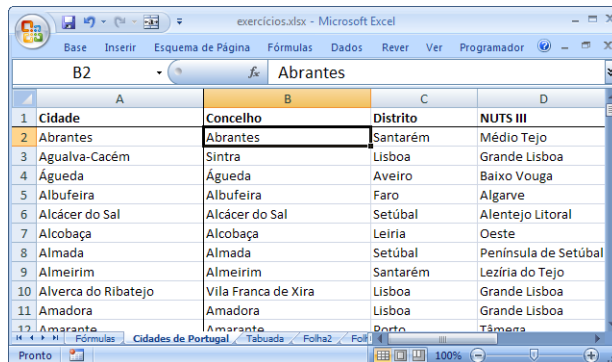 exercícios.xlsx - Microsoft Excel
Base Inserir Esquema de Página Fórmulas Dados Rever Ver Programador
B2 fx Abrantes
A B C D
1 Cidade Concelho Distrito NUTS III
2 Abrantes Abrantes Santarém Médio Tejo
3 Agualva-Cacém Sintra Lisboa Grande Lisboa
4 Águeda Águeda Aveiro Baixo Vouga
5 Albufeira Albufeira Faro Algarve
6 Alcácer do Sal Alcácer do Sal Setúbal Alentejo Litoral
7 Alcobaça Alcobaça Leiria Oeste
8 Almada Almada Setúbal Península de Setúbal
9 Almeirim Almeirim Santarém Lezíria do Tejo
10 Alverca do Ribatejo Vila Franca de Xira Lisboa Grande Lisboa
11 Amadora Amadora Lisboa Grande Lisboa
12 Amarante Amarante Porto Tâmega
Fórmulas Cidades de Portugal Tabuada Folha2
Pronto 100%